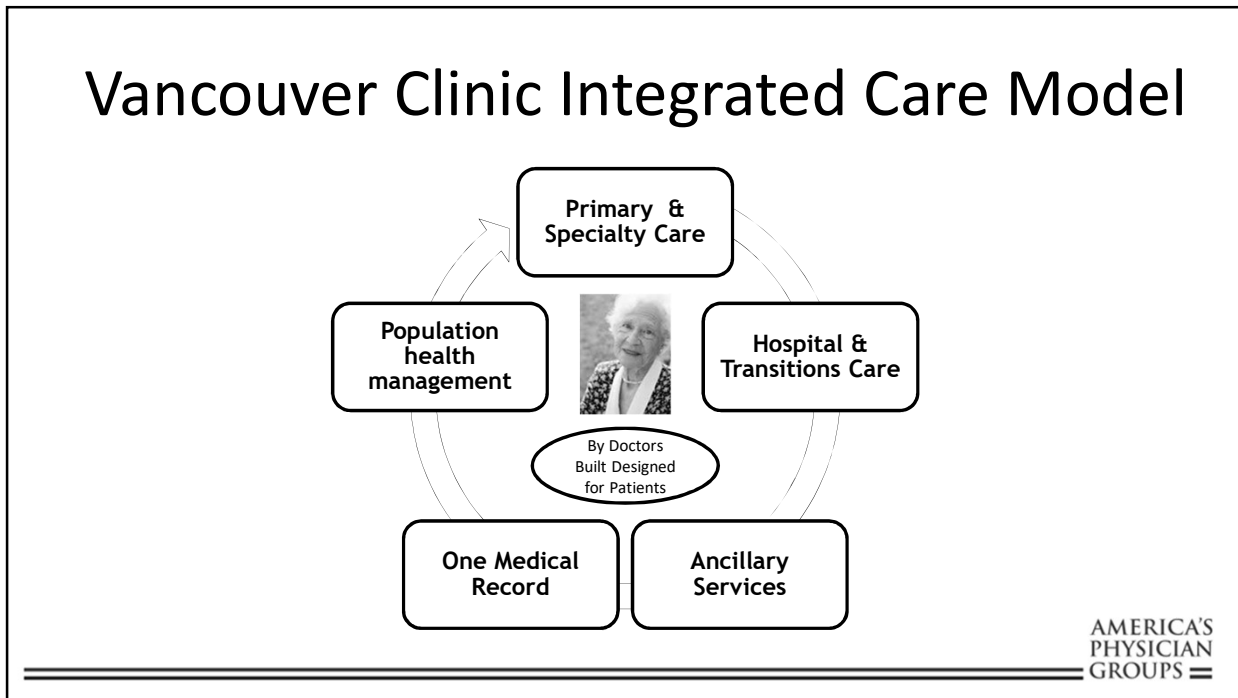 Vancouver Clinic Integrated Care Model
Primary &
Specialty Care
Hospital &
Transitions Care
Ancillary
Services
One Medical
Record
Population
health
management
By Doctors
Built Designed
for Patients
AMERICA'S
PHYSICIAN
GROUPS